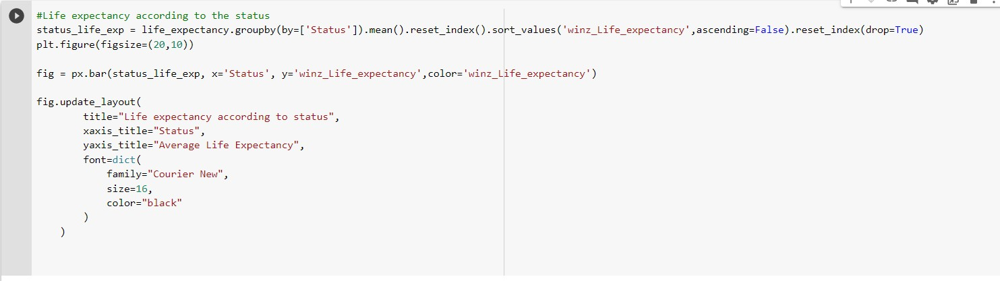 #Life expectancy according to the status
status_life_exp = life_expectancy.groupby(by=['Status']).mean().reset_index().sort_values('winz_Life_expectancy',ascending=False).reset_index(drop=True)
plt.figure(figsize=(20,10))
fig = px.bar(status_life_exp, x='Status', y='winz_Life_expectancy',color='winz_Life_expectancy')
fig.update_layout(
title="Life expectancy according to status",
xaxis_title="Status",
yaxis_title="Average Life Expectancy",
font=dict(
family="Courier New",
size=16,
color="black"
)
)